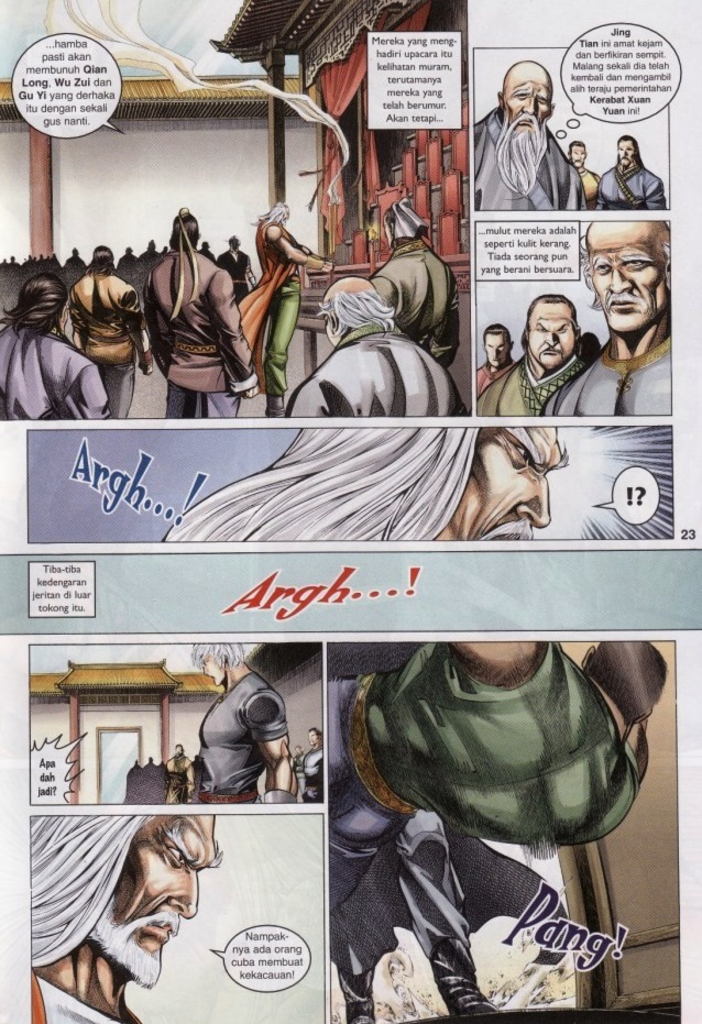 ...hamba
pasti akan
membunuh Qian
Long, Wu Zui dan
Gu Yi yang derhaka
itu dengan sekali
gus nanti.
Mereka yang meng-
hadiri upacara itu
kelihatan muram,
terutamanya
mereka yang
telah berumur.
Akan tetapi...
Jing
Tian ini amat kejam
dan berfikiran sempit.
Malang sekali dia telah
kembali dan mengambil
alih teraju pemerintahan
Kerabat Xuan
Yuan ini!
...mulut mereka adalah
seperti kulit kerang.
Tiada seorang pun
yang berani bersuara.
Argh...!
!?
23
Tiba-tiba
kedengaran
jeritan di luar
tokong itu.
Argh...!
Apa
dah
jadi?
Nampak-
nya ada orang
cuba membuat
kekacauan!
Pang!